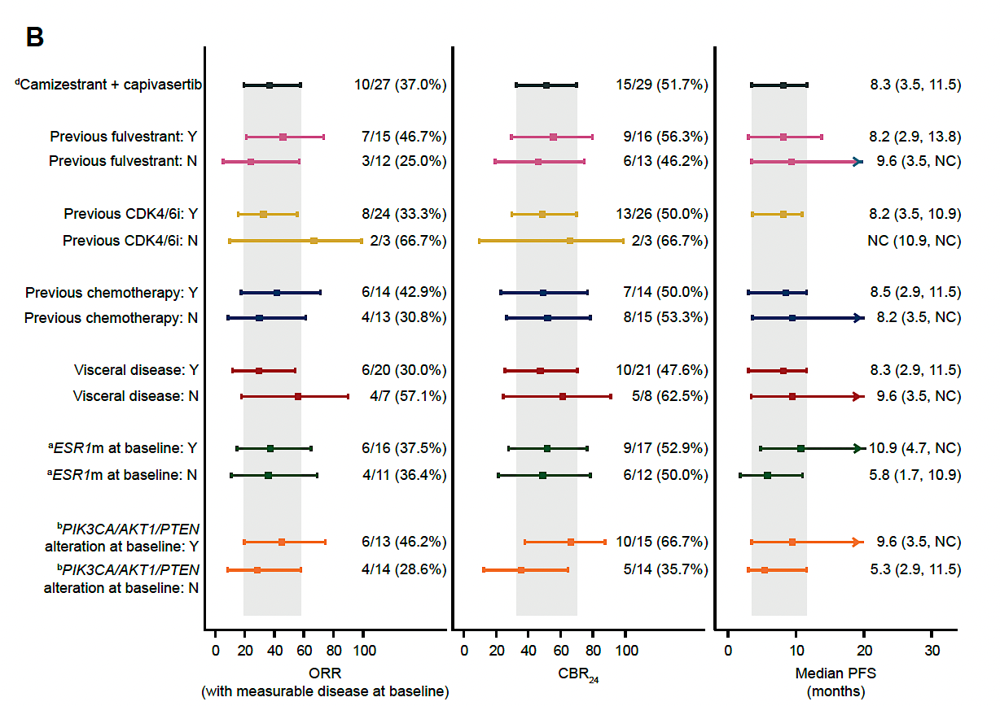 B
ᵈCamizestrant + capivasertib 10/27 (37.0%) 15/29 (51.7%) 8.3 (3.5, 11.5)
Previous fulvestrant: Y 7/15 (46.7%) 9/16 (56.3%) 8.2 (2.9, 13.8)
Previous fulvestrant: N 3/12 (25.0%) 6/13 (46.2%) 9.6 (3.5, NC)
Previous CDK4/6i: Y 8/24 (33.3%) 13/26 (50.0%) 8.2 (3.5, 10.9)
Previous CDK4/6i: N 2/3 (66.7%) 2/3 (66.7%) NC (10.9, NC)
Previous chemotherapy: Y 6/14 (42.9%) 7/14 (50.0%) 8.5 (2.9, 11.5)
Previous chemotherapy: N 4/13 (30.8%) 8/15 (53.3%) 8.2 (3.5, NC)
Visceral disease: Y 6/20 (30.0%) 10/21 (47.6%) 8.3 (2.9, 11.5)
Visceral disease: N 4/7 (57.1%) 5/8 (62.5%) 9.6 (3.5, NC)
ᵃESR1m at baseline: Y 6/16 (37.5%) 9/17 (52.9%) 10.9 (4.7, NC)
ᵃESR1m at baseline: N 4/11 (36.4%) 6/12 (50.0%) 5.8 (1.7, 10.9)
ᵇPIK3CA/AKT1/PTEN
alteration at baseline: Y 6/13 (46.2%) 10/15 (66.7%) 9.6 (3.5, NC)
ᵇPIK3CA/AKT1/PTEN 4/14 (28.6%) 5/14 (35.7%) 5.3 (2.9, 11.5)
alteration at baseline: N
0 20 40 60 80 100 0 20 40 60 80 100 0 10 20 30
ORR CBR₂₄ Median PFS
(with measurable disease at baseline) (months)